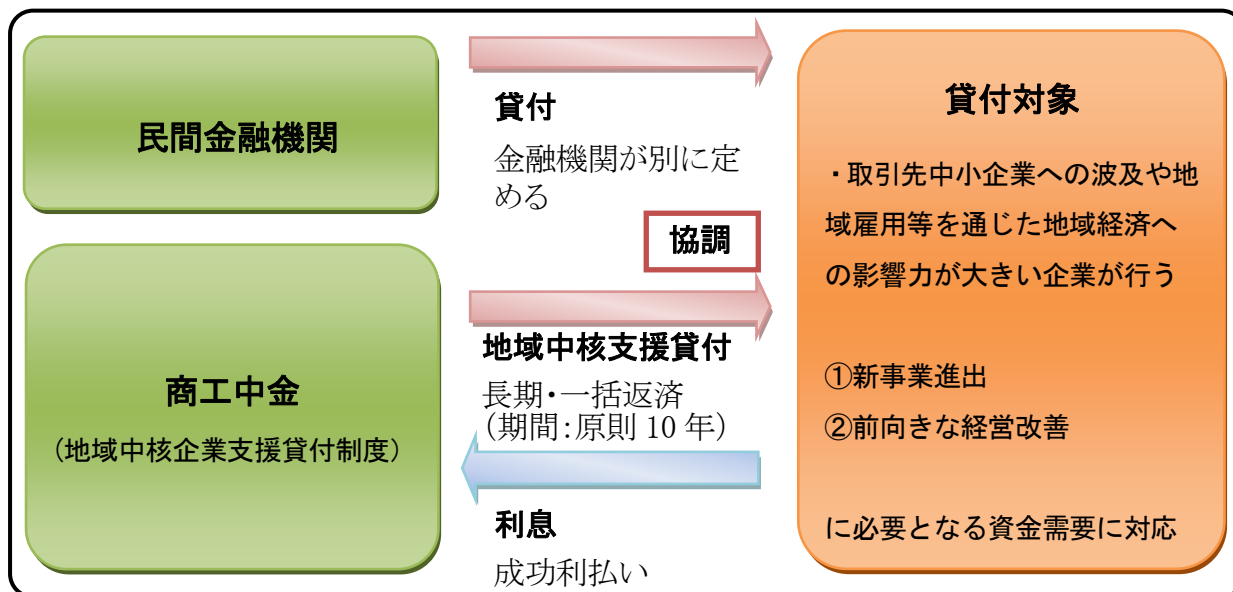 民間金融機関
貸付
金融機関が別に定
める
協調
商工中金
(地域中核企業支援貸付制度)
地域中核支援貸付
長期・一括返済
(期間:原則 10 年)
利息
成功利払い
貸付対象
・取引先中小企業への波及や地
域雇用等を通じた地域経済へ
の影響力が大きい企業が行う
①新事業進出
②前向きな経営改善
に必要となる資金需要に対応